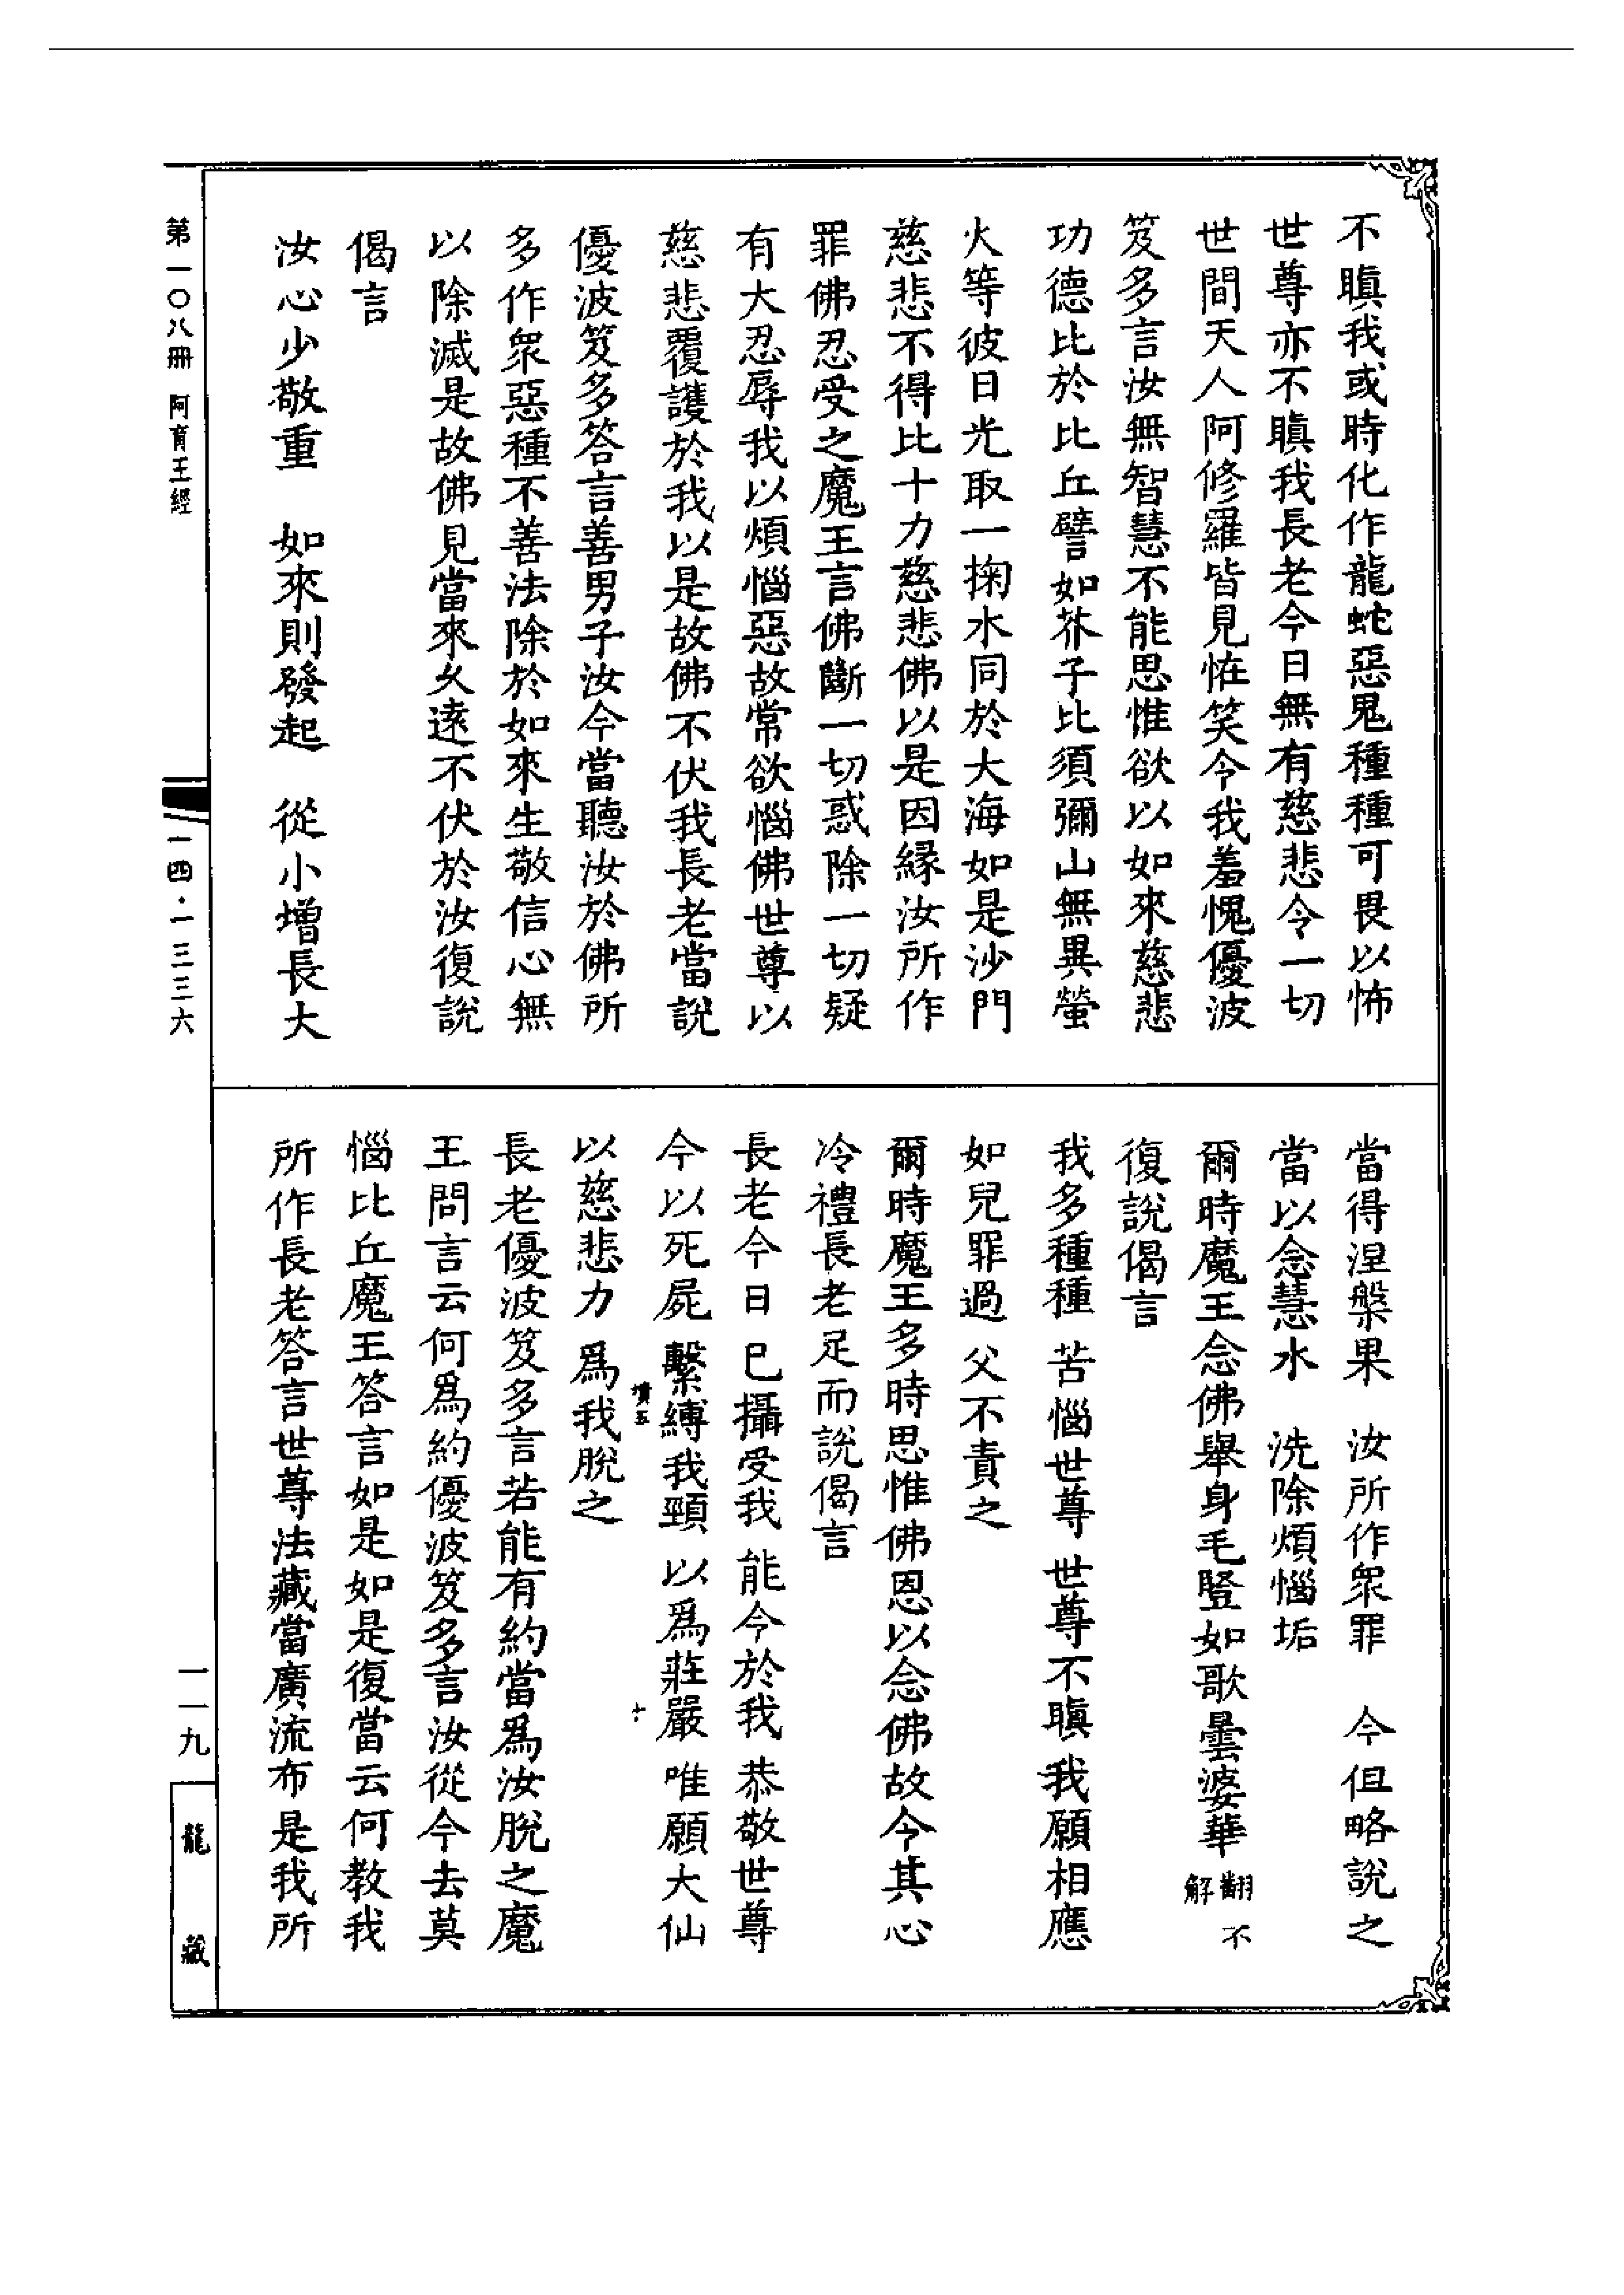 不瞋我或時化作龍蛇惡鬼種種可畏以怖
世尊亦不瞋我長老今日無有慈悲令一切
世間天人阿修羅皆見恠笑令我羞愧優波
笈多言汝無智慧不能思惟欲以如來慈悲
功德比於比丘譬如芥子比須彌山無異螢
火等彼日光取一掬水同於大海如是沙門
慈悲不得比十力慈悲佛以是因緣汝所作
罪佛忍受之魔王言佛斷一切惑除一切疑
有大忍辱我以煩惱惡故常欲惱佛世尊以
慈悲覆護於我以是故佛不伏我長老當說
優波笈多答言善男子汝今當聽汝於佛所
多作衆惡種不善法除於如來生敬信心無
以除滅是故佛見當來久遠不伏於汝復說
偈言
汝心少敬重　如來則發起　從小增長大
當得涅槃果　汝所作衆罪　今但略說之
當以念慧水　洗除煩惱垢
爾時魔王念佛舉身毛豎如歌曇婆華翻不解
復說偈言
我多種種　苦惱世尊　世尊不瞋　我願相應
如兒罪過　父不責之
爾時魔王多時思惟佛恩以念佛故今其心
冷禮長老足而說偈言
長老今日　巳攝受我　能令於我　恭敬世尊
今以死屍　繫縛我頸　以爲莊嚴　唯願大仙
墳五
十
以慈悲力　爲我脫之
長老優波笈多言若能有約當爲汝脫之魔
王問言云何爲約優波笈多言汝從今去莫
惱比丘魔王答言如是如是復當云何教我
所作長老答言世尊法藏當廣流布是我所
第一〇八冊　阿育王經
一四·一三三六
一一九
龍藏